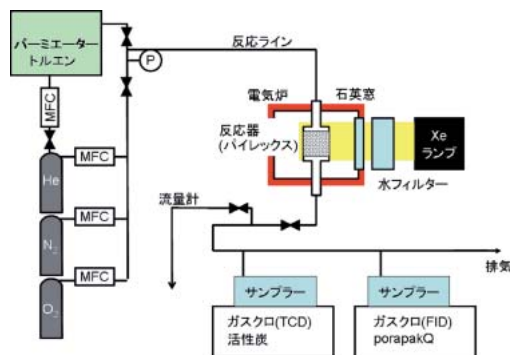 パーミエーター
トルエン
P
反応ライン
MFC
電気炉
石英窓
反応器
(パイレックス)
Xe
ランプ
水フィルター
He
MFC
N2
MFC
O2
MFC
流量計
排気
サンプラー
サンプラー
ガスクロ(TCD)
活性炭
ガスクロ(FID)
porapakQ